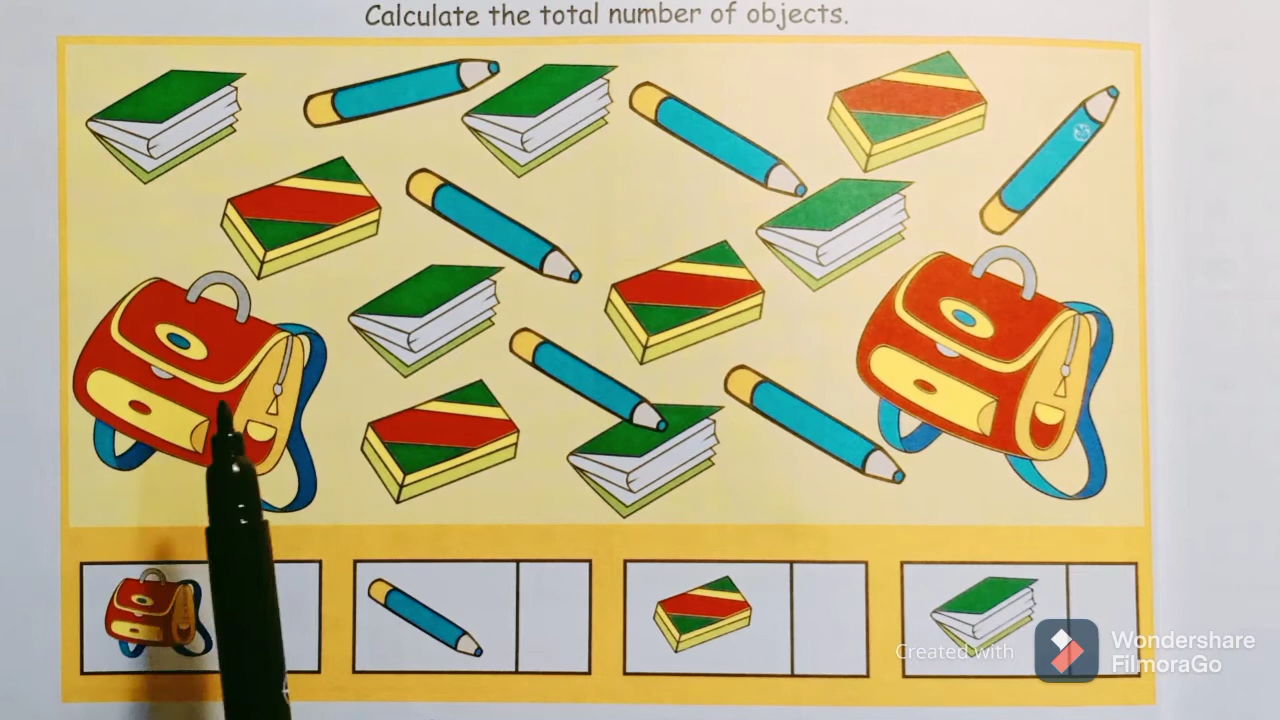 Calculate the total number of objects.
Created with
Wondershare
FilmoraGo